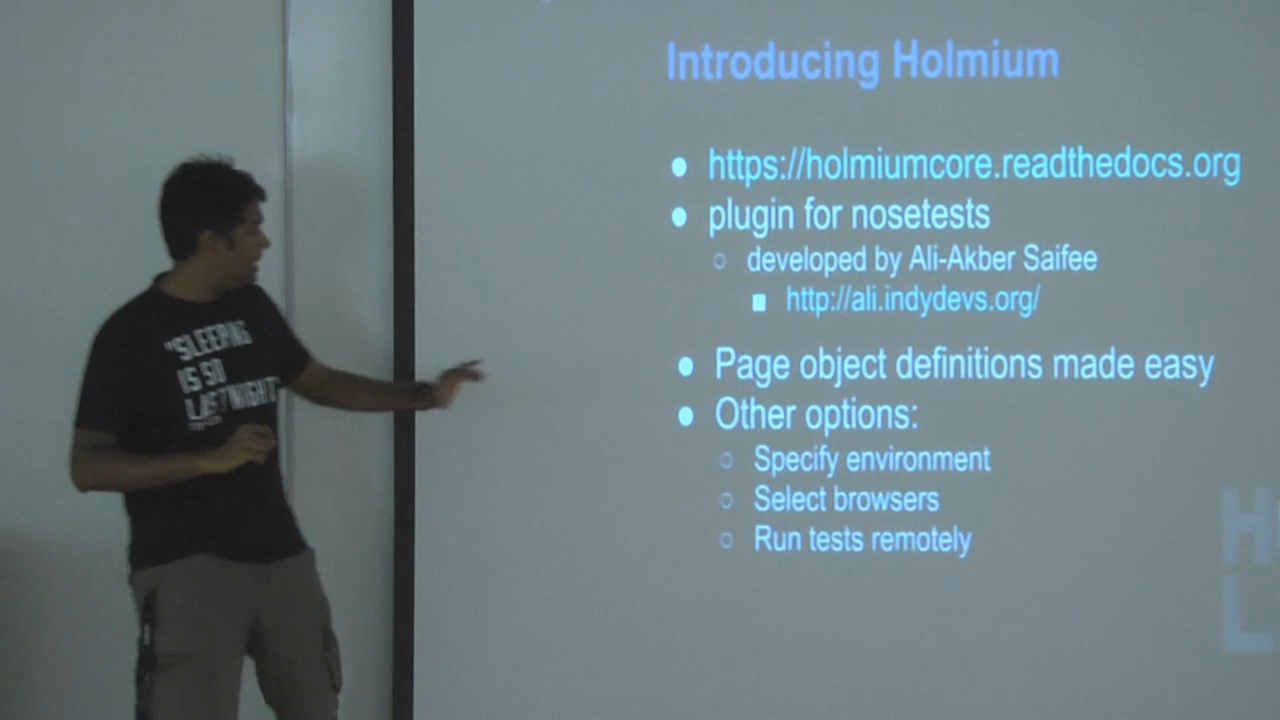 Introducing Holmium
https://holmiumcore.readthedocs.org
plugin for nosetests
developed by Ali-Akber Saifee
http://ali.indydevs.org/
Page object definitions made easy
Other options:
Specify environment
Select browsers
Run tests remotely
"SLEEPING
IS SO
LAST NIGHT"
H
L